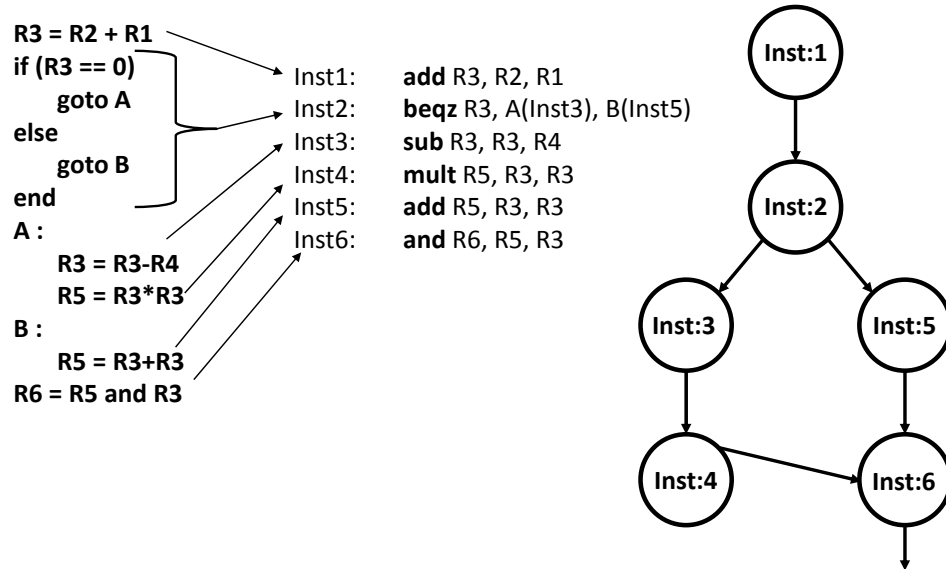 R3 = R2 + R1
if (R3 == 0)
goto A
else
goto B
end
A :
R3 = R3-R4
R5 = R3*R3
B :
R5 = R3+R3
R6 = R5 and R3
Inst1: add R3, R2, R1
Inst2: beqz R3, A(Inst3), B(Inst5)
Inst3: sub R3, R3, R4
Inst4: mult R5, R3, R3
Inst5: add R5, R3, R3
Inst6: and R6, R5, R3
Inst:1
Inst:2
Inst:3
Inst:5
Inst:4
Inst:6